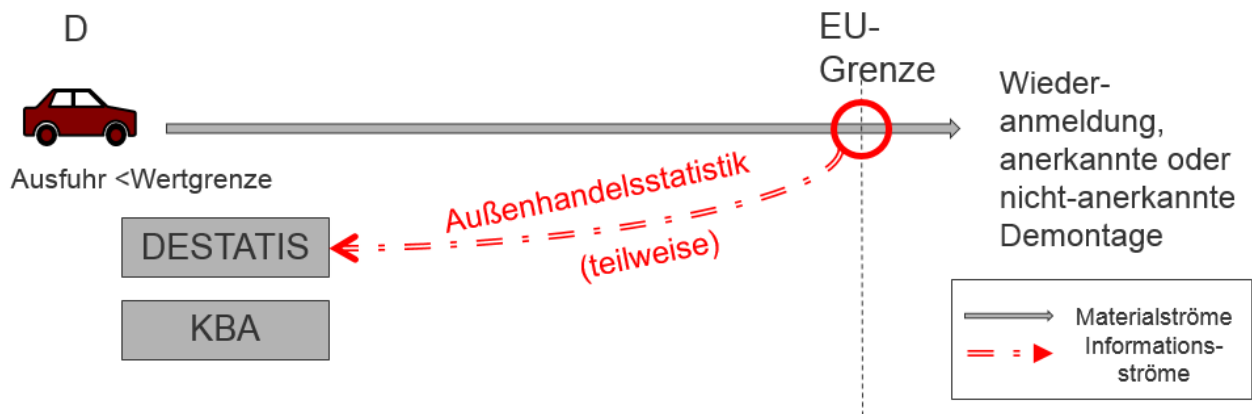 D
EU-
Grenze
Wieder-
anmeldung,
anerkannte oder
nicht-anerkannte
Demontage
Ausfuhr <Wertgrenze
Außenhandelsstatistik
(teilweise)
DESTATIS
KBA
Materialströme
Informations-
ströme